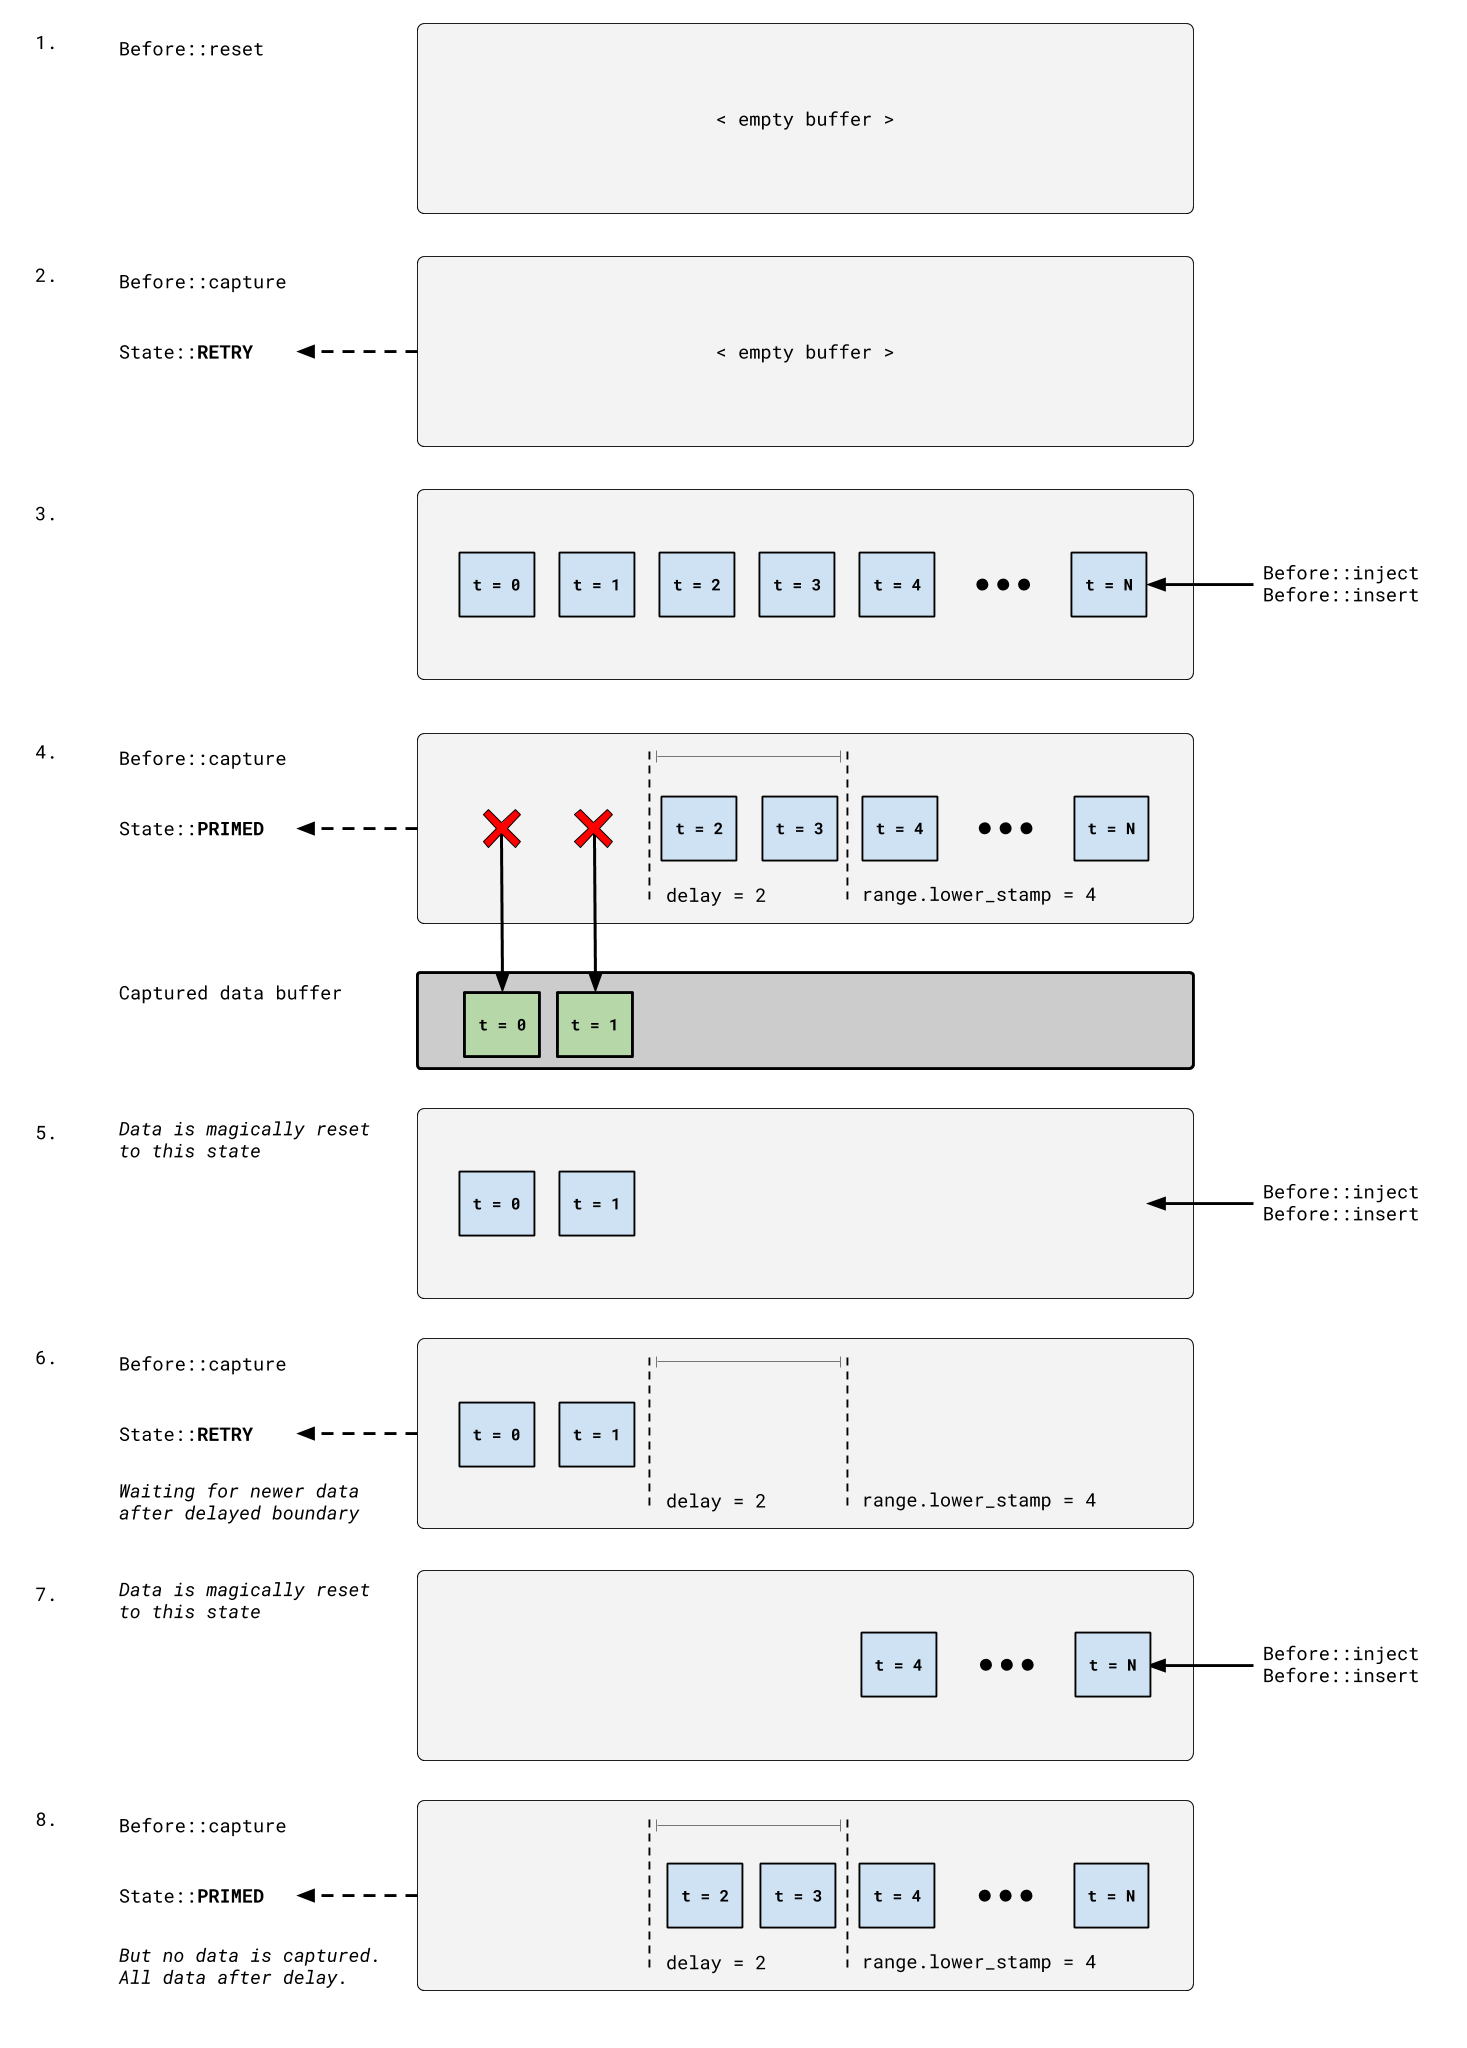 1.
Before::reset
< empty buffer >
2.
Before::capture
State::RETRY
< empty buffer >
3.
t = 0 t = 1 t = 2 t = 3 t = 4 t = N
Before::inject
Before::insert
4.
Before::capture
State::PRIMED
t = 2 t = 3 t = 4 t = N
delay = 2 range.lower_stamp = 4
Captured data buffer
t = 0 t = 1
5.
Data is magically reset
to this state
t = 0 t = 1
Before::inject
Before::insert
6.
Before::capture
State::RETRY
Waiting for newer data
after delayed boundary
t = 0 t = 1
delay = 2 range.lower_stamp = 4
7.
Data is magically reset
to this state
t = 4 t = N
Before::inject
Before::insert
8.
Before::capture
State::PRIMED
But no data is captured.
All data after delay.
t = 2 t = 3 t = 4 t = N
delay = 2 range.lower_stamp = 4